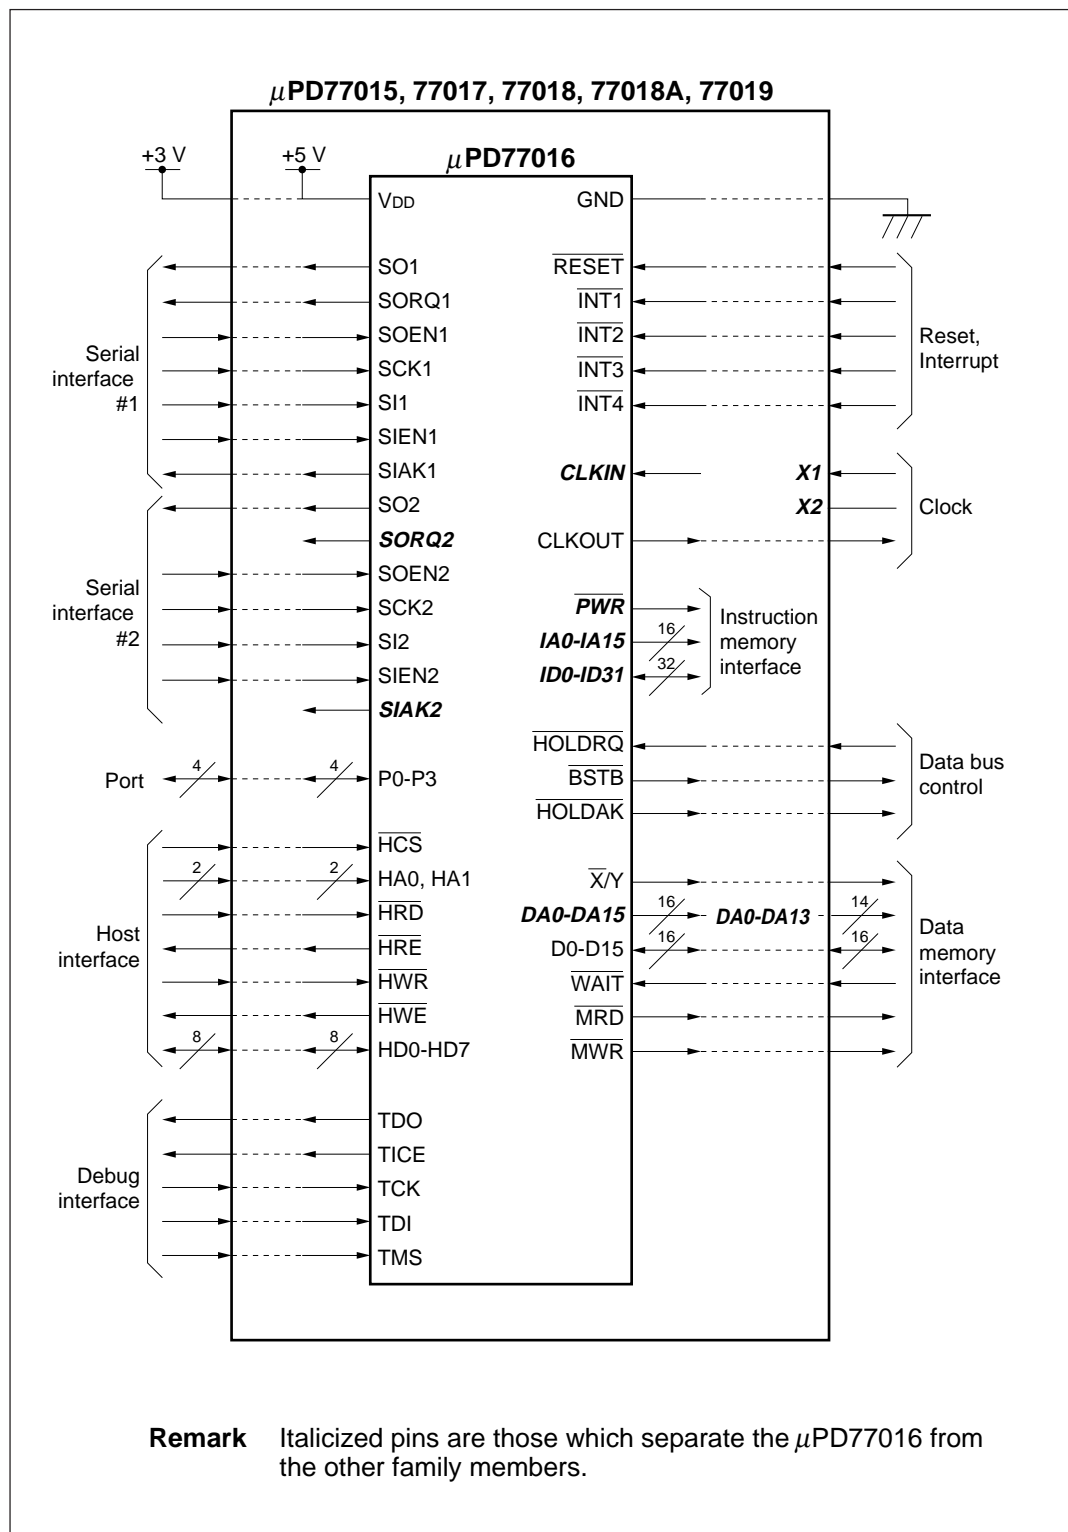 μPD77015, 77017, 77018, 77018A, 77019
+3 V
+5 V
μPD77016
VDD
GND
Serial
interface
#1
SO1
SORQ1
SOEN1
SCK1
SI1
SIEN1
SIAK1
RESET
INT1
INT2
INT3
INT4
Reset,
Interrupt
Serial
interface
#2
SO2
SORQ2
SOEN2
SCK2
SI2
SIEN2
SIAK2
CLKIN
CLKOUT
X1
X2
Clock
PWR
IA0-IA15
16
ID0-ID31
32
Instruction
memory
interface
Port
4
4
P0-P3
HOLDRQ
BSTB
HOLDAK
Data bus
control
Host
interface
HCS
2
2
HA0, HA1
HRD
HRE
HWR
HWE
8
8
HD0-HD7
X/Y
DA0-DA15
16
DA0-DA13
14
D0-D15
16
16
WAIT
MRD
MWR
Data
memory
interface
Debug
interface
TDO
TICE
TCK
TDI
TMS
Remark Italicized pins are those which separate the μPD77016 from
the other family members.